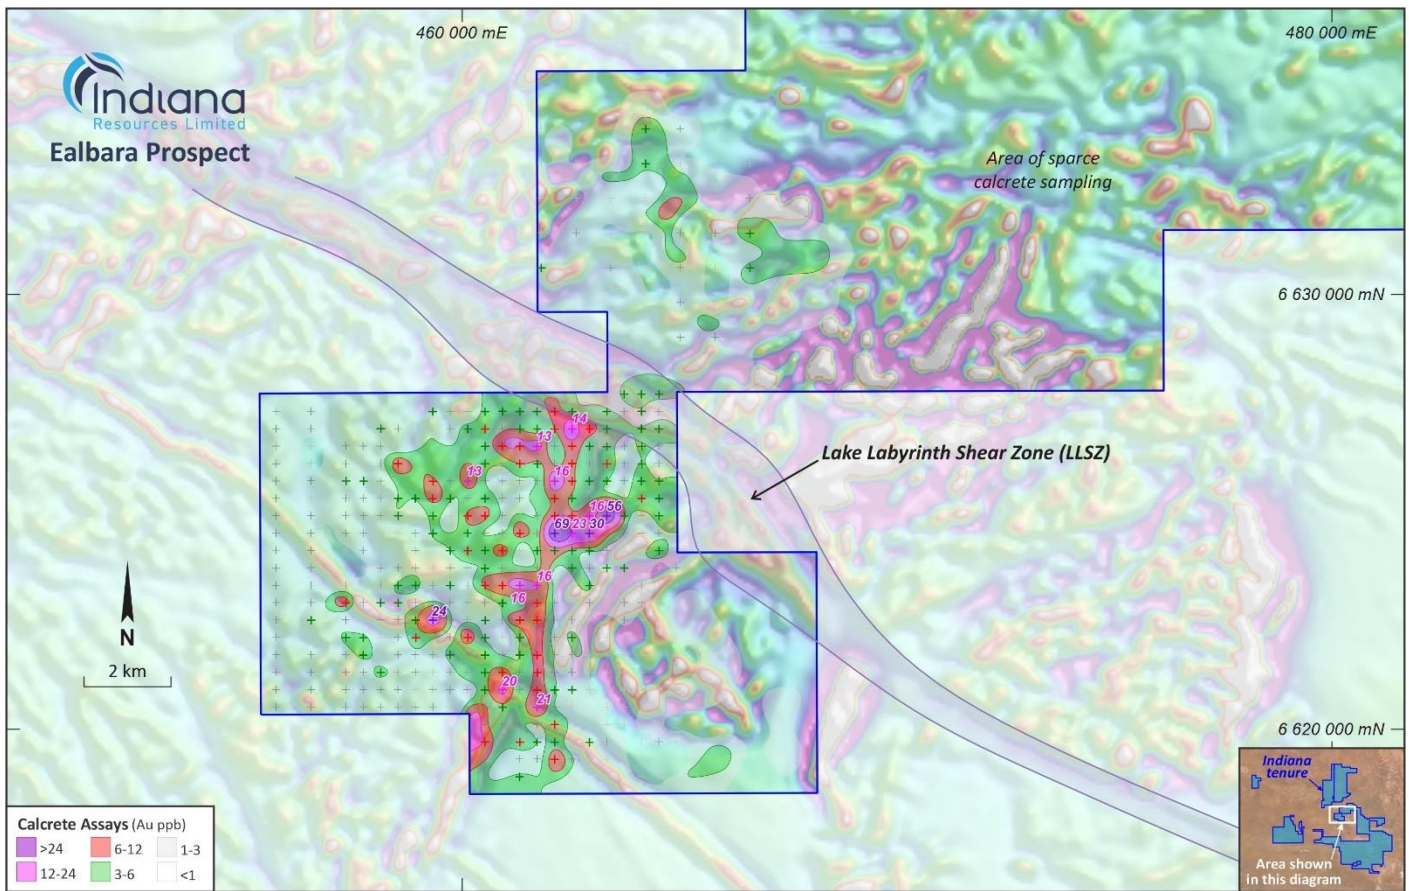 460 000 mE
480 000 mE
Indiana
Resources Limited
Ealbara Prospect
Area of sparce
calcrete sampling
6 630 000 mN
14
13
13
16
Lake Labyrinth Shear Zone (LLSZ)
16 56
69 23 30
16
16
24
N
2 km
20
21
6 620 000 mN
Indiana
tenure
Area shown
in this diagram
Calcrete Assays (Au ppb)
>24
6-12
1-3
12-24
3-6
<1